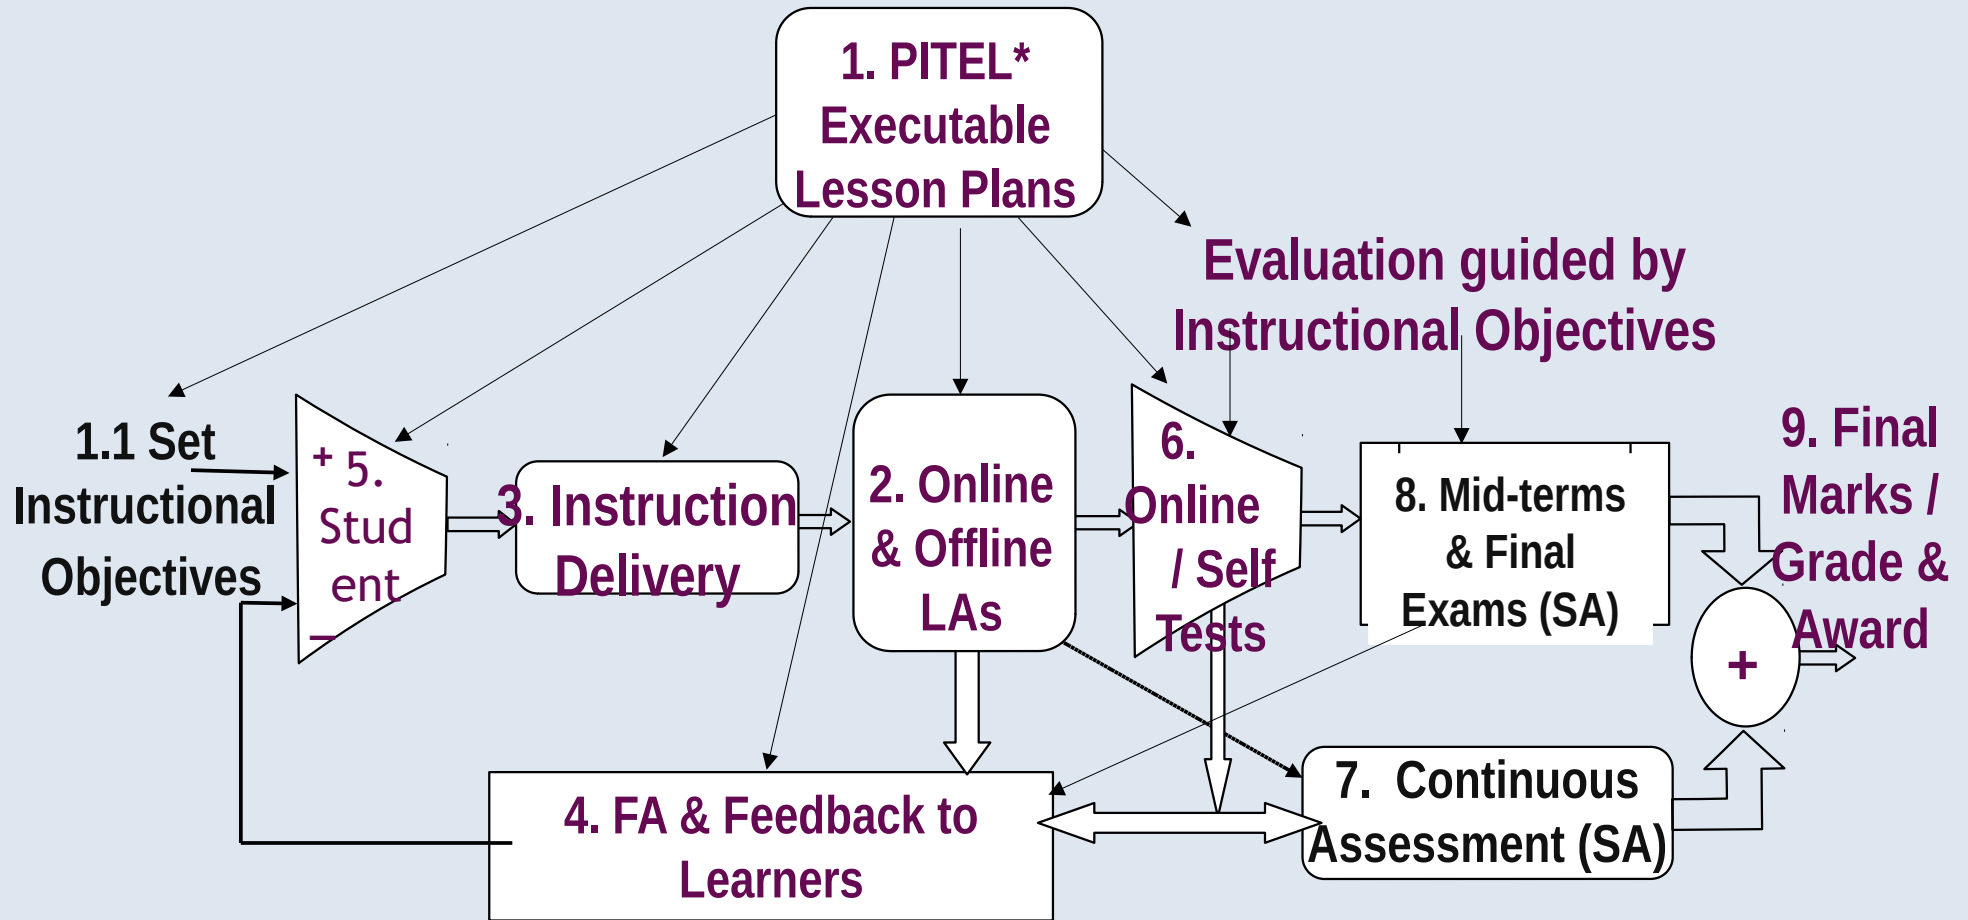 1. PITEL*
Executable
Lesson Plans
Evaluation guided by
Instructional Objectives
1.1 Set
Instructional
Objectives
+ 5.
Stud
ent
–
3. Instruction
Delivery
2. Online
& Offline
LAs
6.
Online
/ Self
Tests
8. Mid-terms
& Final
Exams (SA)
9. Final
Marks /
Grade &
Award
+
4. FA & Feedback to
Learners
7. Continuous
Assessment (SA)